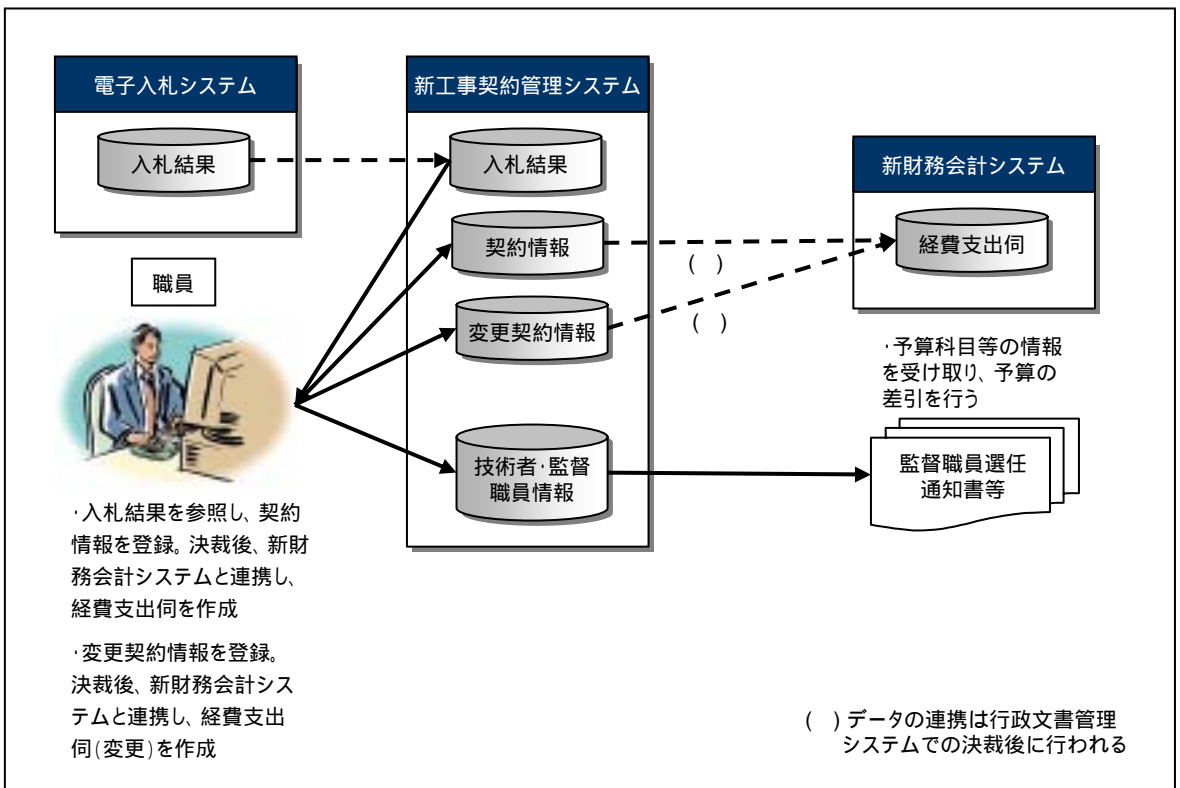 電子入札システム
入札結果
新工事契約管理システム
入札結果
契約情報
変更契約情報
技術者・監督
職員情報
新財務会計システム
経費支出伺
(　)
(　)
・予算科目等の情報
を受け取り、予算の
差引を行う
監督職員選任
通知書等
職員
・入札結果を参照し、契約
情報を登録。決裁後、新財
務会計システムと連携し、
経費支出伺を作成
・変更契約情報を登録。
決裁後、新財務会計シス
テムと連携し、経費支出
伺(変更)を作成
(　)データの連携は行政文書管理
システムでの決裁後に行われる